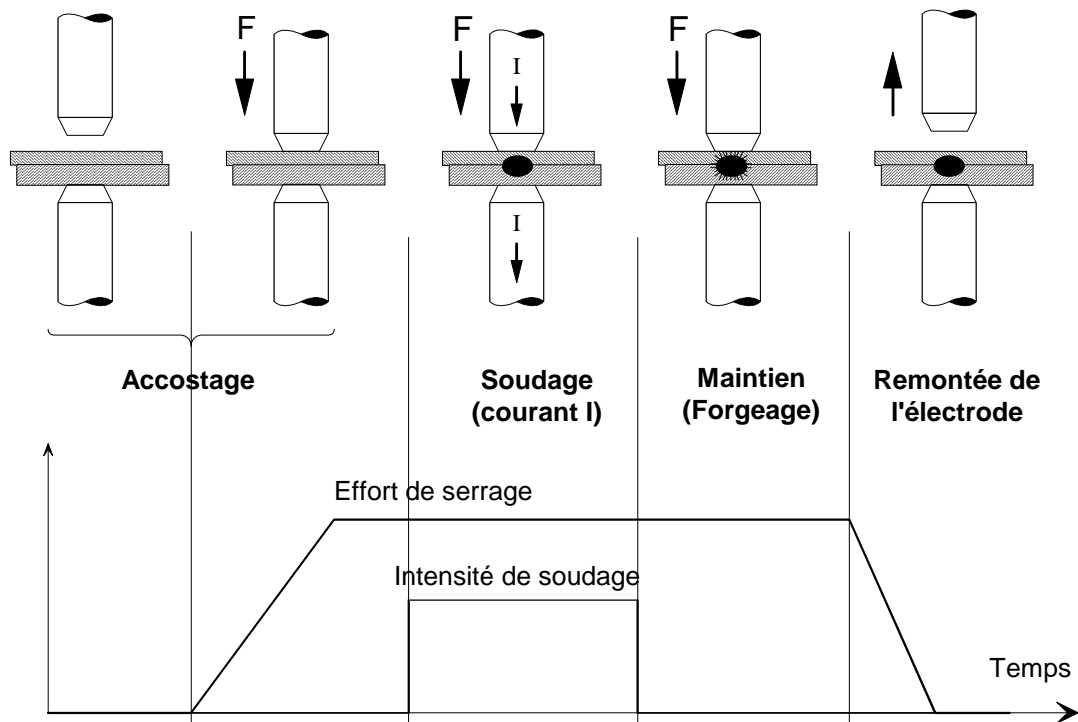 F
F
I
F
I
Accostage
Soudage
(courant I)
Maintien
(Forgeage)
Remontée de
l'électrode
Effort de serrage
Intensité de soudage
Temps